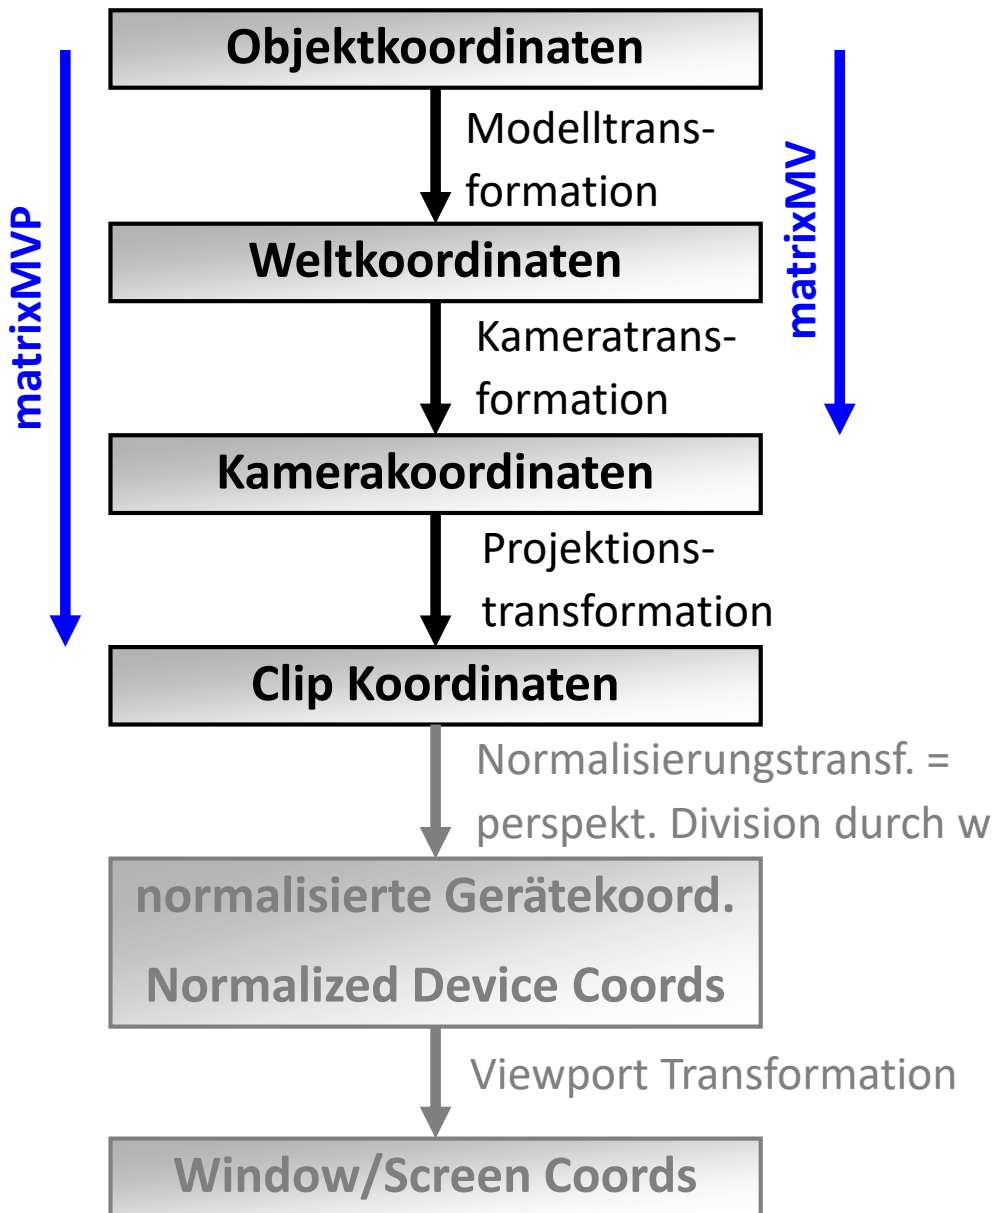 Objektkoordinaten
Modelltrans-
formation
matrixMV
matrixMVP
Weltkoordinaten
Kameratrans-
formation
Kamerakoordinaten
Projektions-
transformation
Clip Koordinaten
Normalisierungstransf. =
perspekt. Division durch w
normalisierte Gerätekoord.
Normalized Device Coords
Viewport Transformation
Window/Screen Coords